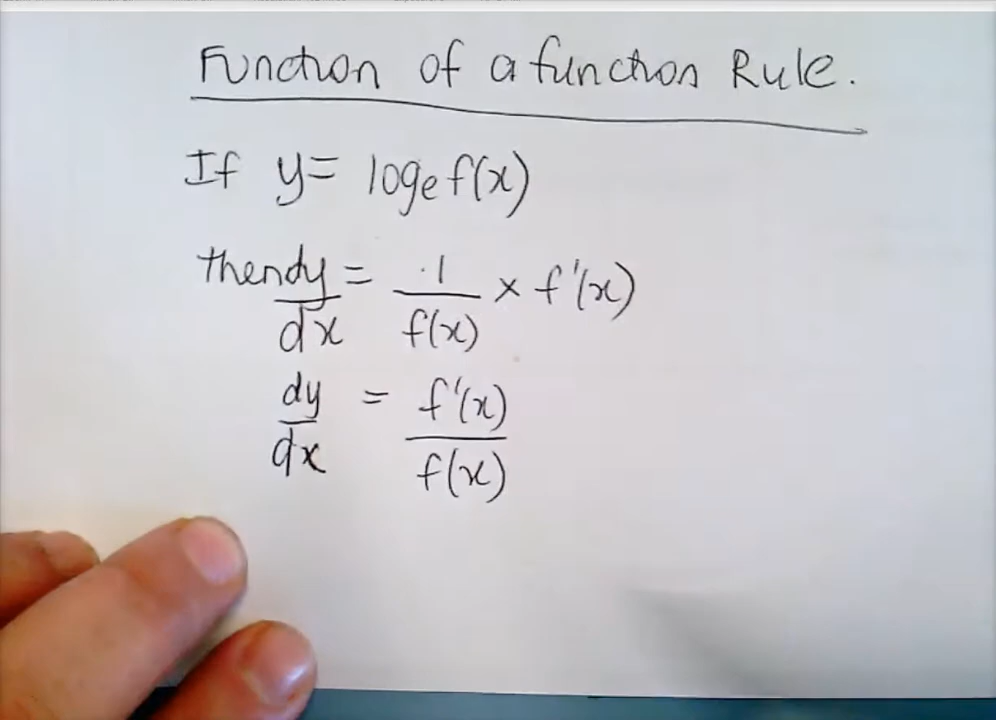 Function of a function Rule.
If y= logₑ f(x)
then dy/dx = 1/f(x) × f'(x)
dy/dx = f'(x)/f(x)